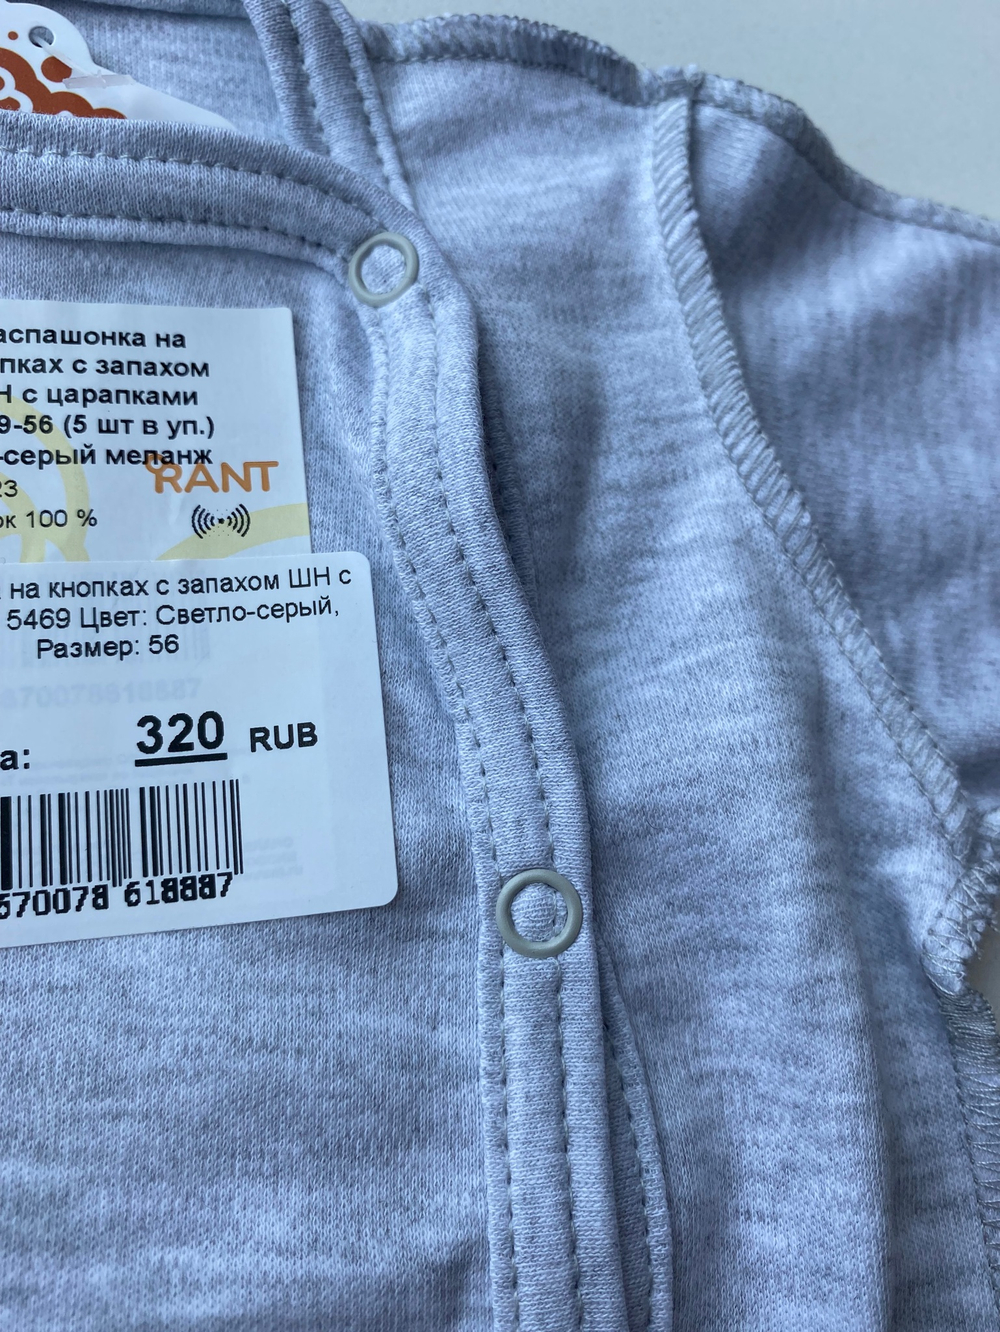 аспашонка на
пках с запахом
Н с царапками
9-56 (5 шт в уп.)
-серый меланж
RANT
23
ок 100 %
на кнопках с запахом ШН с
5469 Цвет: Светло-серый,
Размер: 56
а: 320 RUB
570078 618887